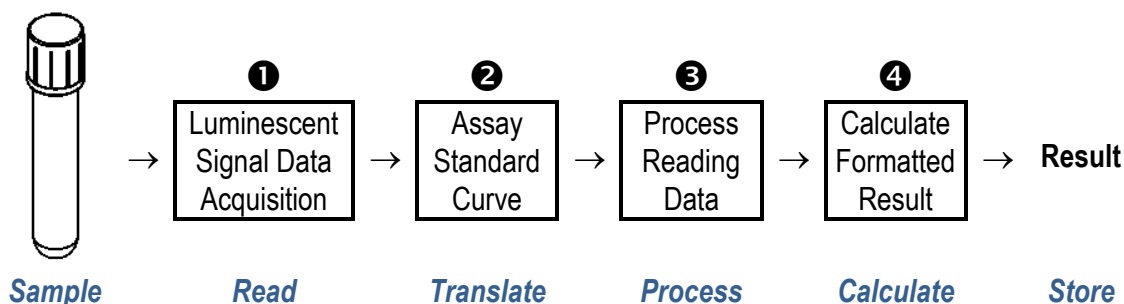 ❶ ❷ ❸ ❹
Luminescent Assay Process Calculate
Signal Data Standard Reading Formatted
Acquisition Curve Data Result
→ → → → → Result
Sample Read Translate Process Calculate Store